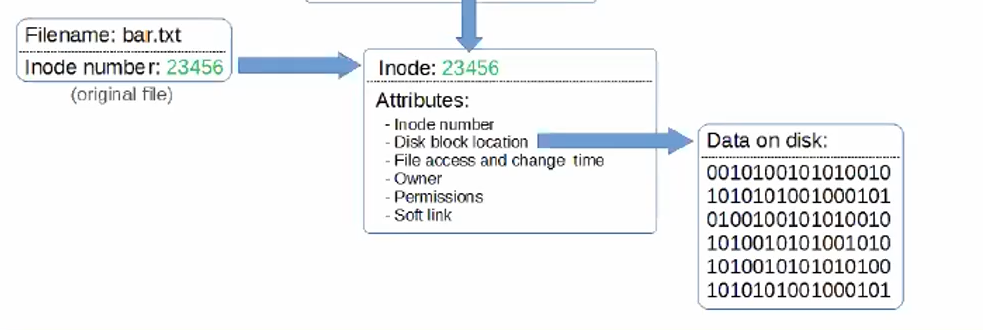 Filename: bar.txt
Inode number: 23456
(original file)
Inode: 23456
Attributes:
- Inode number
- Disk block location
- File access and change time
- Owner
- Permissions
- Soft link
Data on disk:
0010100101010010
1010101001000101
0100100101010010
1010010101001010
1010010101010100
1010101001000101